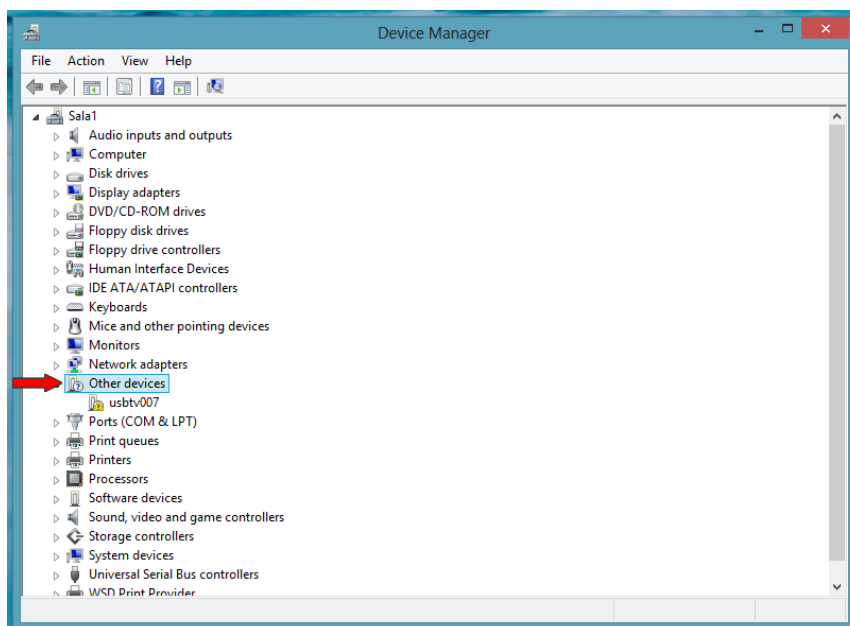 Device Manager
File Action View Help
Sala1
Audio inputs and outputs
Computer
Disk drives
Display adapters
DVD/CD-ROM drives
Floppy disk drives
Floppy drive controllers
Human Interface Devices
IDE ATA/ATAPI controllers
Keyboards
Mice and other pointing devices
Monitors
Network adapters
Other devices
usbtv007
Ports (COM & LPT)
Print queues
Printers
Processors
Software devices
Sound, video and game controllers
Storage controllers
System devices
Universal Serial Bus controllers
WSD Print Provider